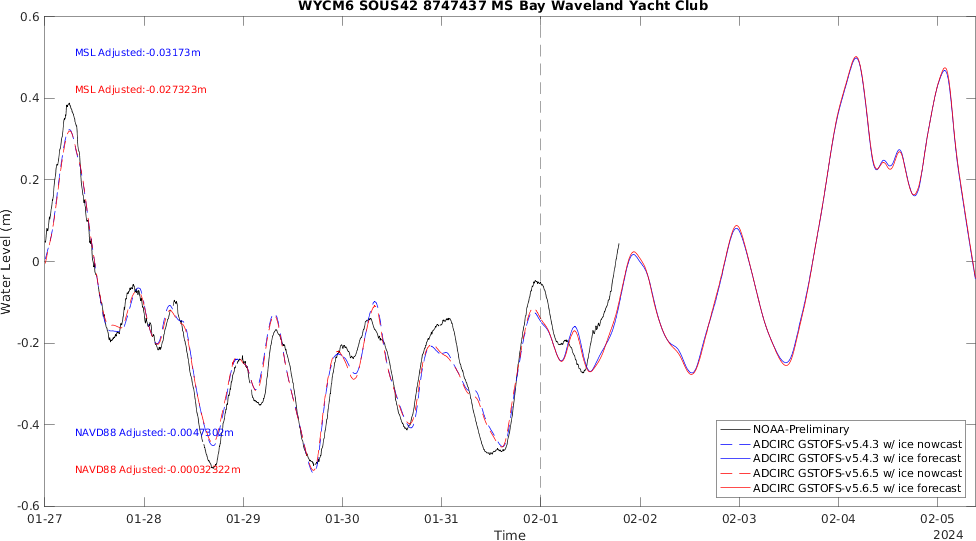 WYCM6 SOUS42 8747437 MS Bay Waveland Yacht Club
0.6
MSL Adjusted:-0.03173m
MSL Adjusted:-0.027323m
0.4
0.2
0
-0.2
-0.4
-0.6
Water Level (m)
NAVD88 Adjusted:-0.0047302m
NAVD88 Adjusted:-0.00032322m
NOAA-Preliminary
ADCIRC GSTOFS-v5.4.3 w/ ice nowcast
ADCIRC GSTOFS-v5.4.3 w/ ice forecast
ADCIRC GSTOFS-v5.6.5 w/ ice nowcast
ADCIRC GSTOFS-v5.6.5 w/ ice forecast
01-27 01-28 01-29 01-30 01-31 02-01 02-02 02-03 02-04 02-05
Time
2024